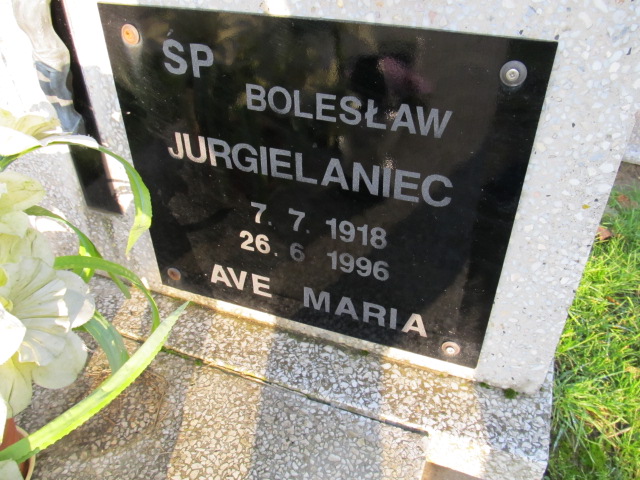 ŚP
BOLESŁAW
JURGIELANIEC
7. 7. 1918
26. 6 1996
AVE MARIA